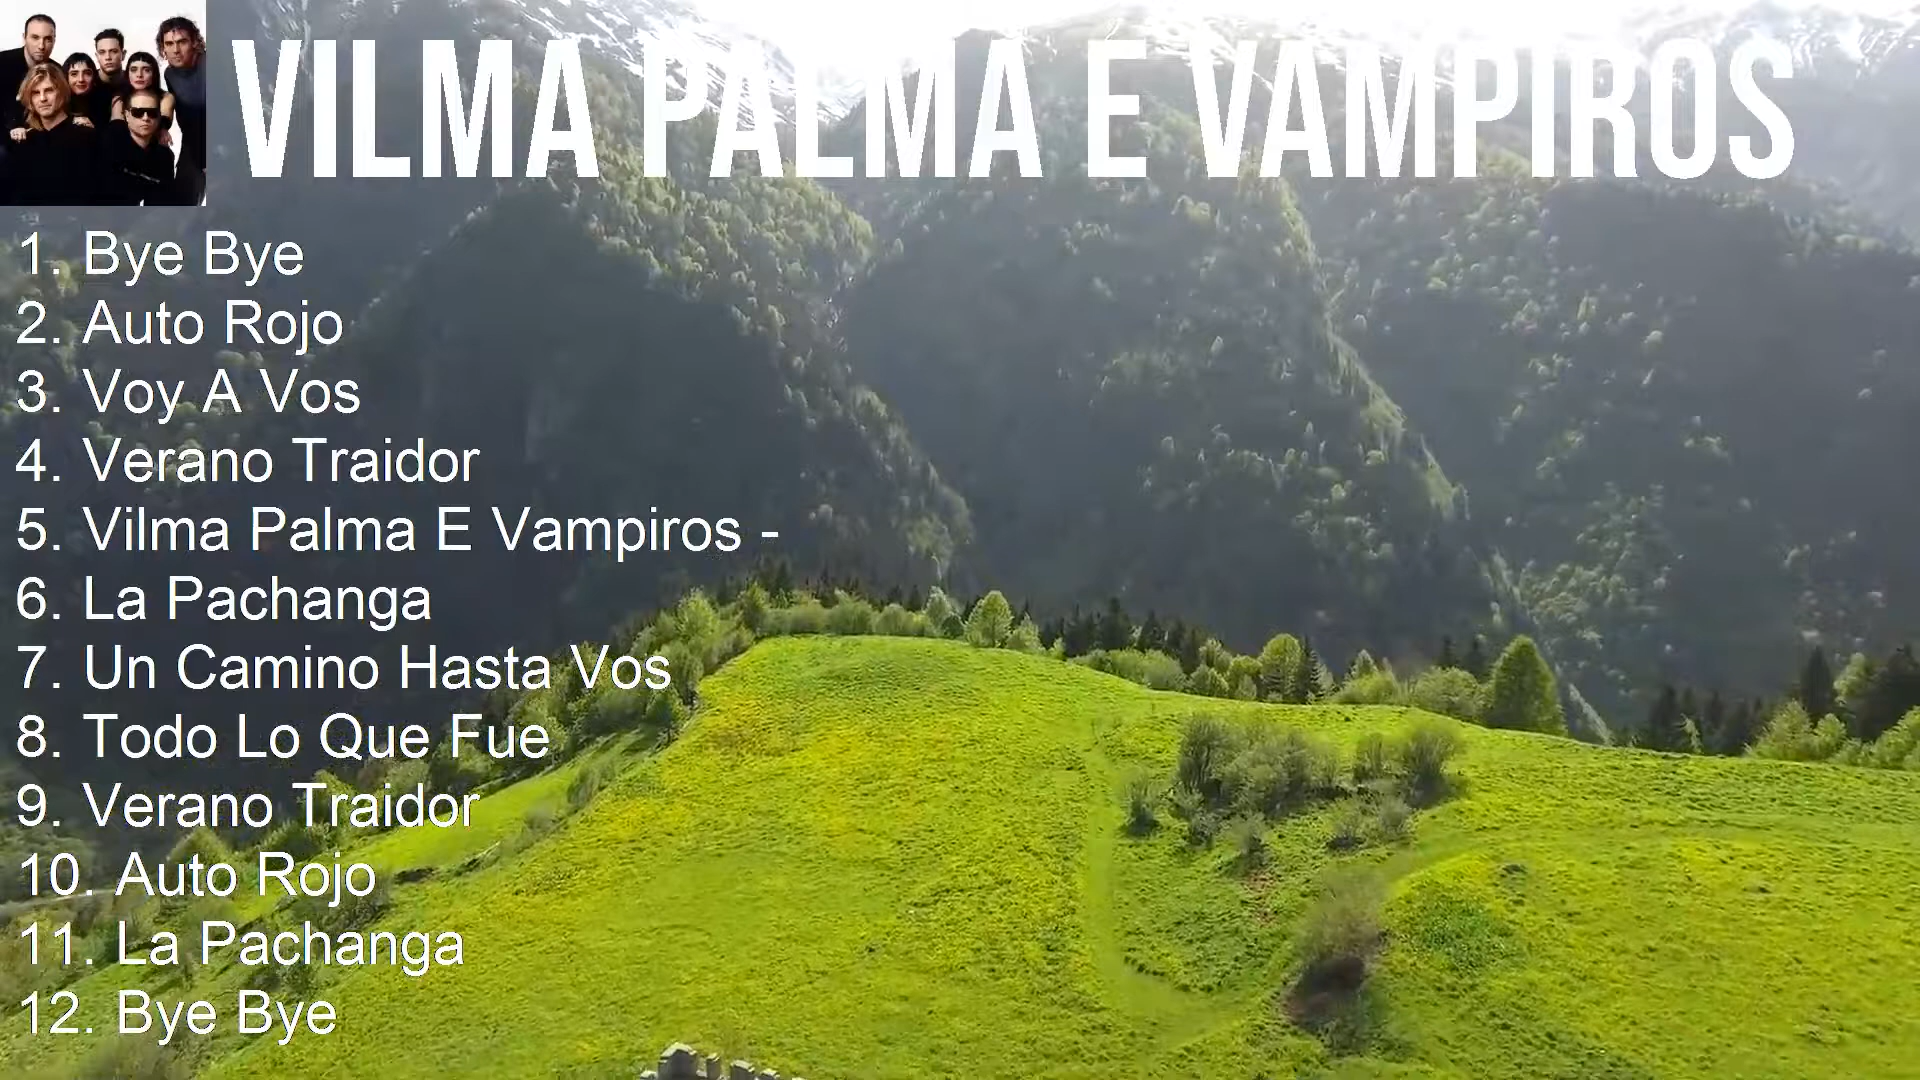 VILMA PALMA E VAMPIROS
1. Bye Bye
2. Auto Rojo
3. Voy A Vos
4. Verano Traidor
5. Vilma Palma E Vampiros -
6. La Pachanga
7. Un Camino Hasta Vos
8. Todo Lo Que Fue
9. Verano Traidor
10. Auto Rojo
11. La Pachanga
12. Bye Bye